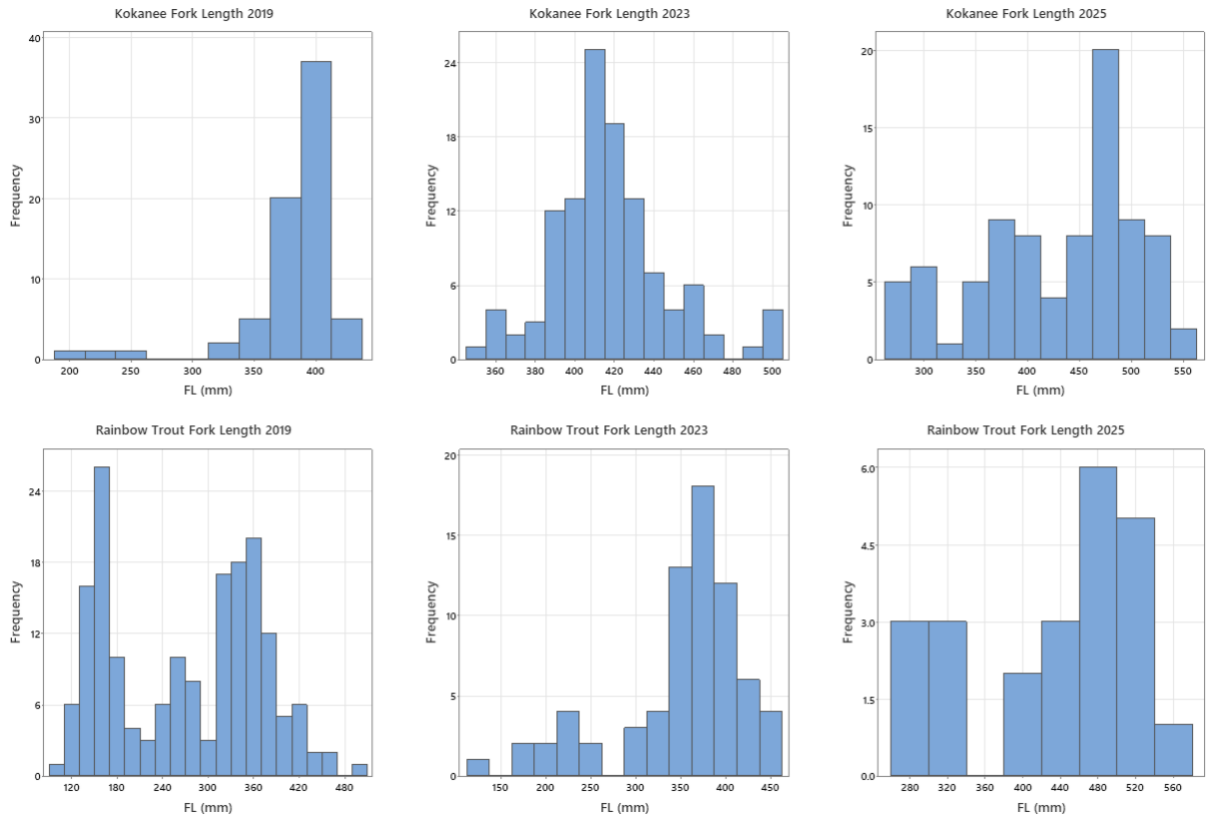 Kokanee Fork Length 2019
40
30
20
10
0
Frequency
200 250 300 350 400
FL (mm)
Kokanee Fork Length 2023
24
18
12
6
0
Frequency
360 380 400 420 440 460 480 500
FL (mm)
Kokanee Fork Length 2025
20
15
10
5
0
Frequency
300 350 400 450 500 550
FL (mm)
Rainbow Trout Fork Length 2019
24
18
12
6
0
Frequency
120 180 240 300 360 420 480
FL (mm)
Rainbow Trout Fork Length 2023
20
15
10
5
0
Frequency
150 200 250 300 350 400 450
FL (mm)
Rainbow Trout Fork Length 2025
6.0
4.5
3.0
1.5
0.0
Frequency
280 320 360 400 440 480 520 560
FL (mm)